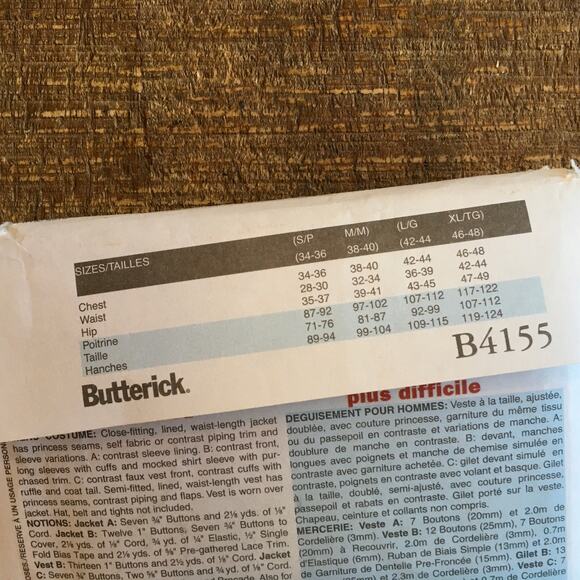 SIZES/TAILLES (S/P M/M) (L/G XL/TG)
(34-36 38-40) (42-44 46-48)
Chest 34-36 38-40 42-44 46-48
Waist 28-30 32-34 36-39 42-44
Hip 35-37 39-41 43-45 47-49
Poitrine 87-92 97-102 107-112 117-122
Taille 71-76 81-87 92-99 107-112
Hanches 89-94 99-104 109-115 119-124
Butterick®
B4155
plus difficile
COSTUME: Close-fitting, lined, waist-length jacket
has princess seams, self fabric or contrast piping trim and
sleeve variations. A: contrast sleeve lining. B: contrast front,
long sleeves with cuffs and mocked shirt sleeve with pur-
chased trim. C: contrast faux vest front, contrast cuffs with
ruffle and coat tail. Semi-fitted, lined, waist-length vest has
princess seams, contrast piping and flaps. Vest is worn over
jacket. Hat, belt and tights not included.
NOTIONS: Jacket A: Seven ¾" Buttons and 2⅛ yds. of ⅛"
Cord. Jacket B: Twelve 1" Buttons, Seven ¾" Buttons to
Cover, 2⅛ yds. of ⅛" Cord, ¾ yd. of ¼" Elastic, ½" Single
Fold Bias Tape and 2⅛ yds. of ⅝" Pre-gathered Lace Trim.
Vest B: Thirteen 1" Buttons and 2½ yds. of ⅛" Cord. Jacket
C: Seven ¾" Buttons, Two ⅝" Buttons and ¾ yd. of ⅛" Cord.
DEGUISEMENT POUR HOMMES: Veste à la taille, ajustée,
doublée, avec couture princesse, garniture du même tissu
ou du passepoil en contraste et variations de manche. A:
doublure de manche en contraste. B: devant, manches
longues avec poignets et manche de chemise simulée en
contraste avec garniture achetée. C: gilet devant simulé en
contraste, poignets en contraste avec volant et basque. Gilet
à la taille, doublé, semi-ajusté, avec couture princesse,
passepoil et rabats en contraste. Gilet porté sur la veste.
Chapeau, ceinture et collants non compris.
MERCERIE: Veste A: 7 Boutons (20mm) et 2.0m de
Cordelière (3mm). Veste B: 12 Boutons (25mm), 7 Boutons
(20mm) à Recouvrir, 2.0m de Cordelière (3mm), 0.7m
d'Elastique (6mm), Ruban de Biais Simple (13mm) et 2.0m
de Garniture de Dentelle Pre-Froncée (15mm). Gilet B: 13